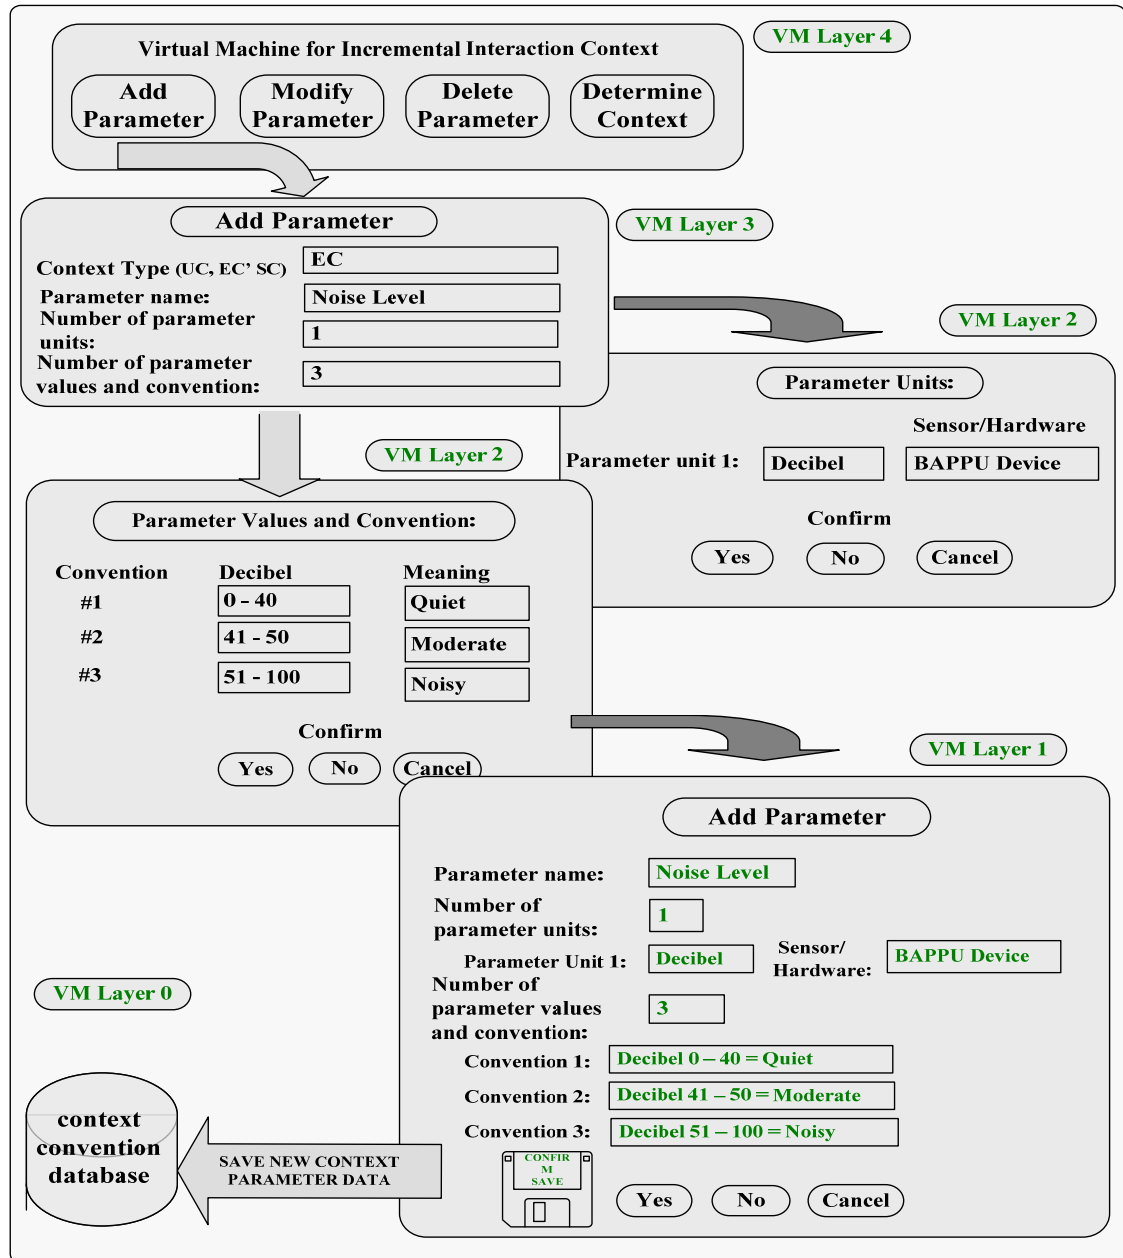 VM Layer 4
Virtual Machine for Incremental Interaction Context
Add
Parameter
Modify
Parameter
Delete
Parameter
Determine
Context
Add Parameter
VM Layer 3
Context Type (UC, EC’ SC)
EC
Parameter name:
Noise Level
Number of parameter
units:
1
Number of parameter
values and convention:
3
VM Layer 2
Parameter Units:
Sensor/Hardware
Parameter unit 1:
Decibel
BAPPU Device
Confirm
Yes
No
Cancel
VM Layer 2
Parameter Values and Convention:
Convention
Decibel
Meaning
#1
0 - 40
Quiet
#2
41 - 50
Moderate
#3
51 - 100
Noisy
Confirm
Yes
No
Cancel
VM Layer 1
Add Parameter
Parameter name:
Noise Level
Number of
parameter units:
1
Parameter Unit 1:
Decibel
Sensor/
Hardware:
BAPPU Device
Number of
parameter values
and convention:
3
Convention 1:
Decibel 0 – 40 = Quiet
Convention 2:
Decibel 41 – 50 = Moderate
Convention 3:
Decibel 51 – 100 = Noisy
CONFIR
M
SAVE
Yes
No
Cancel
VM Layer 0
context
convention
database
SAVE NEW CONTEXT
PARAMETER DATA